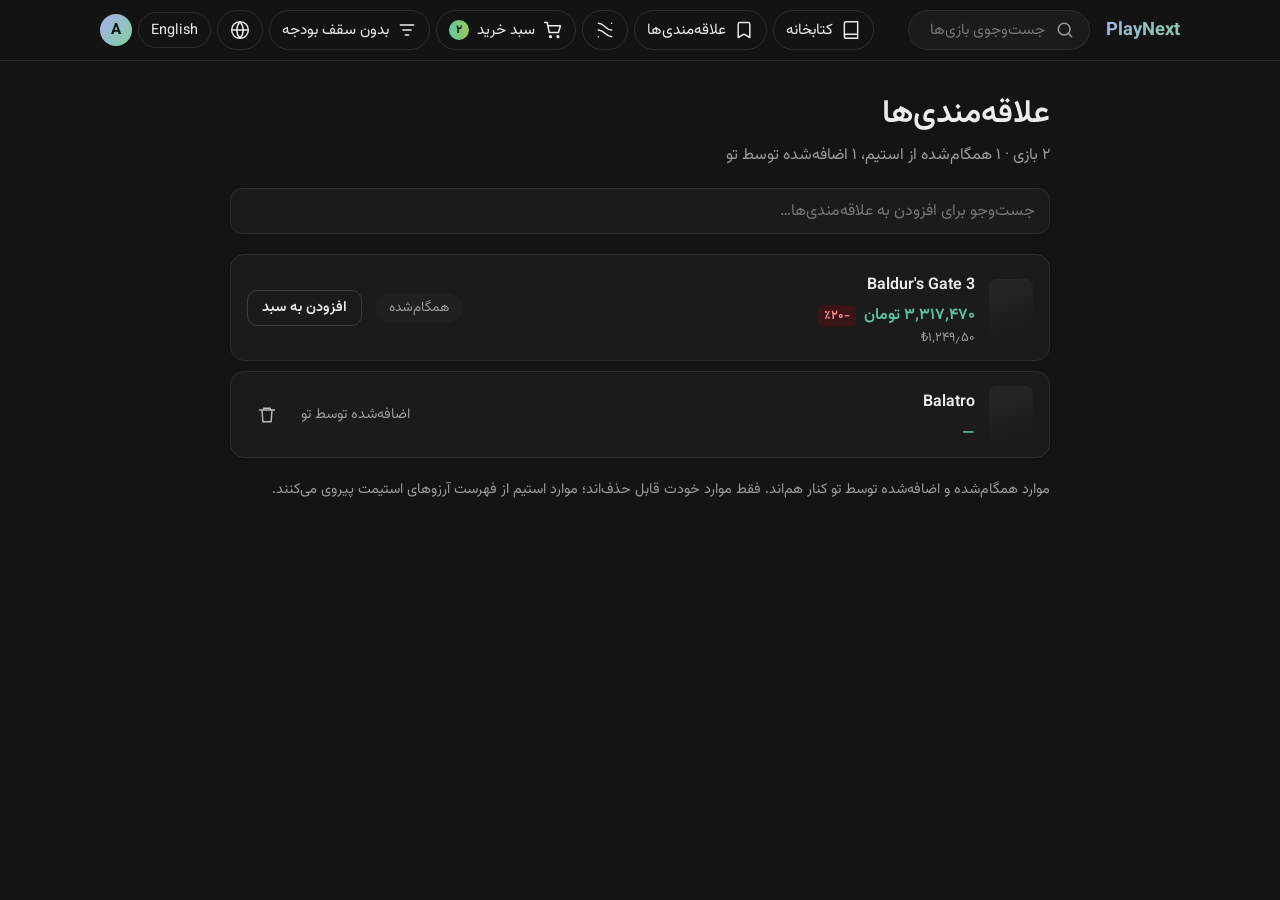 PlayNext
جست‌وجوی بازی‌ها
کتابخانه
علاقه‌مندی‌ها
سبد خرید ۲
بدون سقف بودجه
English
A
علاقه‌مندی‌ها
۲ بازی · ۱ همگام‌شده از استیم، ۱ اضافه‌شده توسط تو
جست‌وجو برای افزودن به علاقه‌مندی‌ها…
Baldur's Gate 3
۳,۳۱۷,۴۷۰ تومان −۲۰٪
₺۱,۲۴۹٫۵۰
همگام‌شده
افزودن به سبد
Balatro
—
اضافه‌شده توسط تو
موارد همگام‌شده و اضافه‌شده توسط تو کنار هم‌اند. فقط موارد خودت قابل حذف‌اند؛ موارد استیم از فهرست آرزوهای استیمت پیروی می‌کنند.